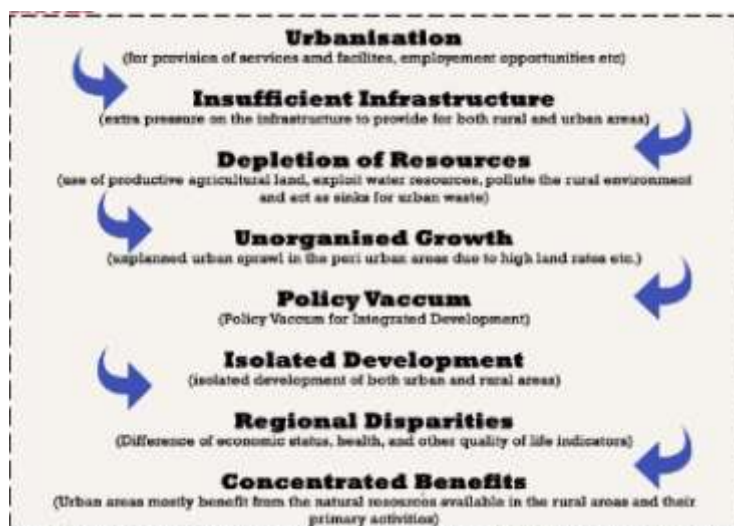 Urbanisation
(for provision of services amd facilites, employement opportunities etc)
Insufficient Infrastructure
(extra pressure on the infrastructure to provide for both rural and urban areas)
Depletion of Resources
(use of productive agricultural land, exploit water resources, pollute the rural environment
and act as sinks for urban waste)
Unorganised Growth
(unplanned urban sprawl in the peri urban areas due to high land rates etc.)
Policy Vaccum
(Policy Vaccum for Integrated Development)
Isolated Development
(isolated development of both urban and rural areas)
Regional Disparities
(Difference of economic status, health, and other quality of life indicators)
Concentrated Benefits
(Urban areas mostly benefit from the natural resources available in the rural areas and their
primary activities)